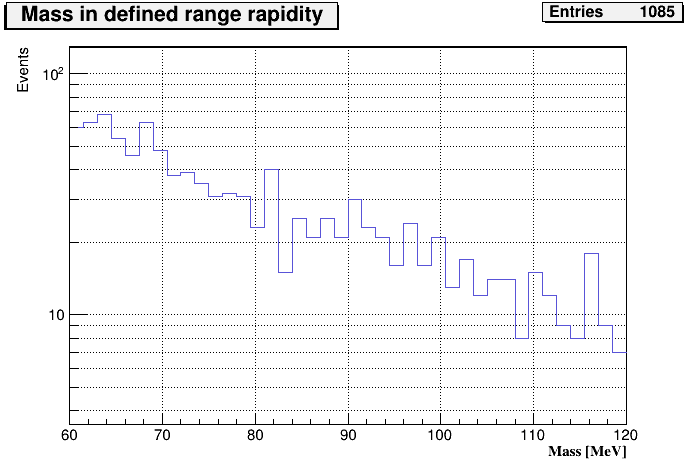 Mass in defined range rapidity
Entries 1085
Events
10²
10
60 70 80 90 100 110 120
Mass [MeV]